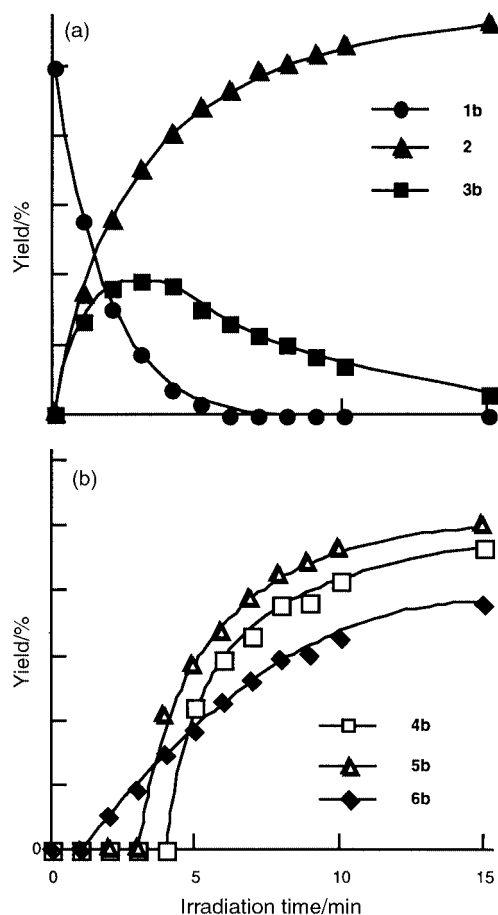 (a)
1b
2
3b
Yield/%
(b)
Yield/%
4b
5b
6b
0
0 5 10 15
Irradiation time/min